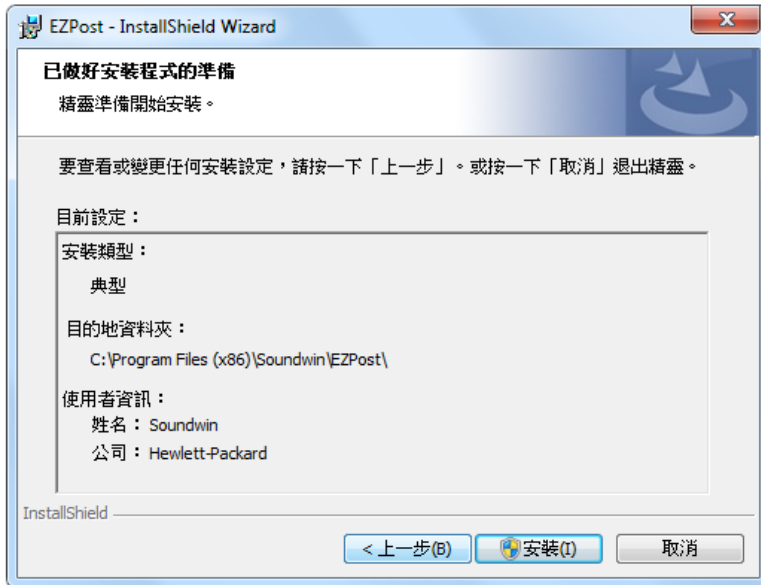 EZPost - InstallShield Wizard
已做好安裝程式的準備
精靈準備開始安裝。
要查看或變更任何安裝設定，請按一下「上一步」。或按一下「取消」退出精靈。
目前設定：
安裝類型：
典型
目的地資料夾：
C:\Program Files (x86)\Soundwin\EZPost\
使用者資訊：
姓名： Soundwin
公司： Hewlett-Packard
InstallShield
< 上一步(B) 安裝(I) 取消